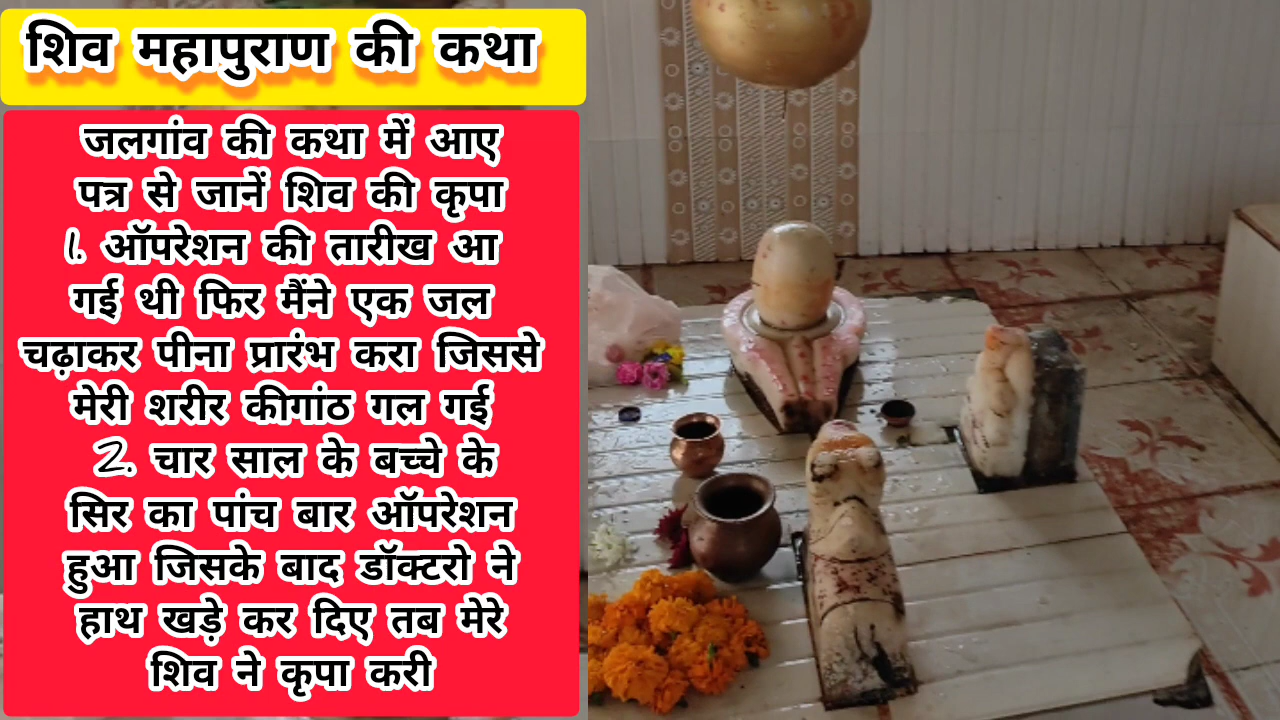 शिव महापुराण की कथा
जलगांव की कथा में आए
पत्र से जानें शिव की कृपा
1. ऑपरेशन की तारीख आ
गई थी फिर मैंने एक जल
चढ़ाकर पीना प्रारंभ करा जिससे
मेरी शरीर कीगांठ गल गई
2. चार साल के बच्चे के
सिर का पांच बार ऑपरेशन
हुआ जिसके बाद डॉक्टरो ने
हाथ खड़े कर दिए तब मेरे
शिव ने कृपा करी